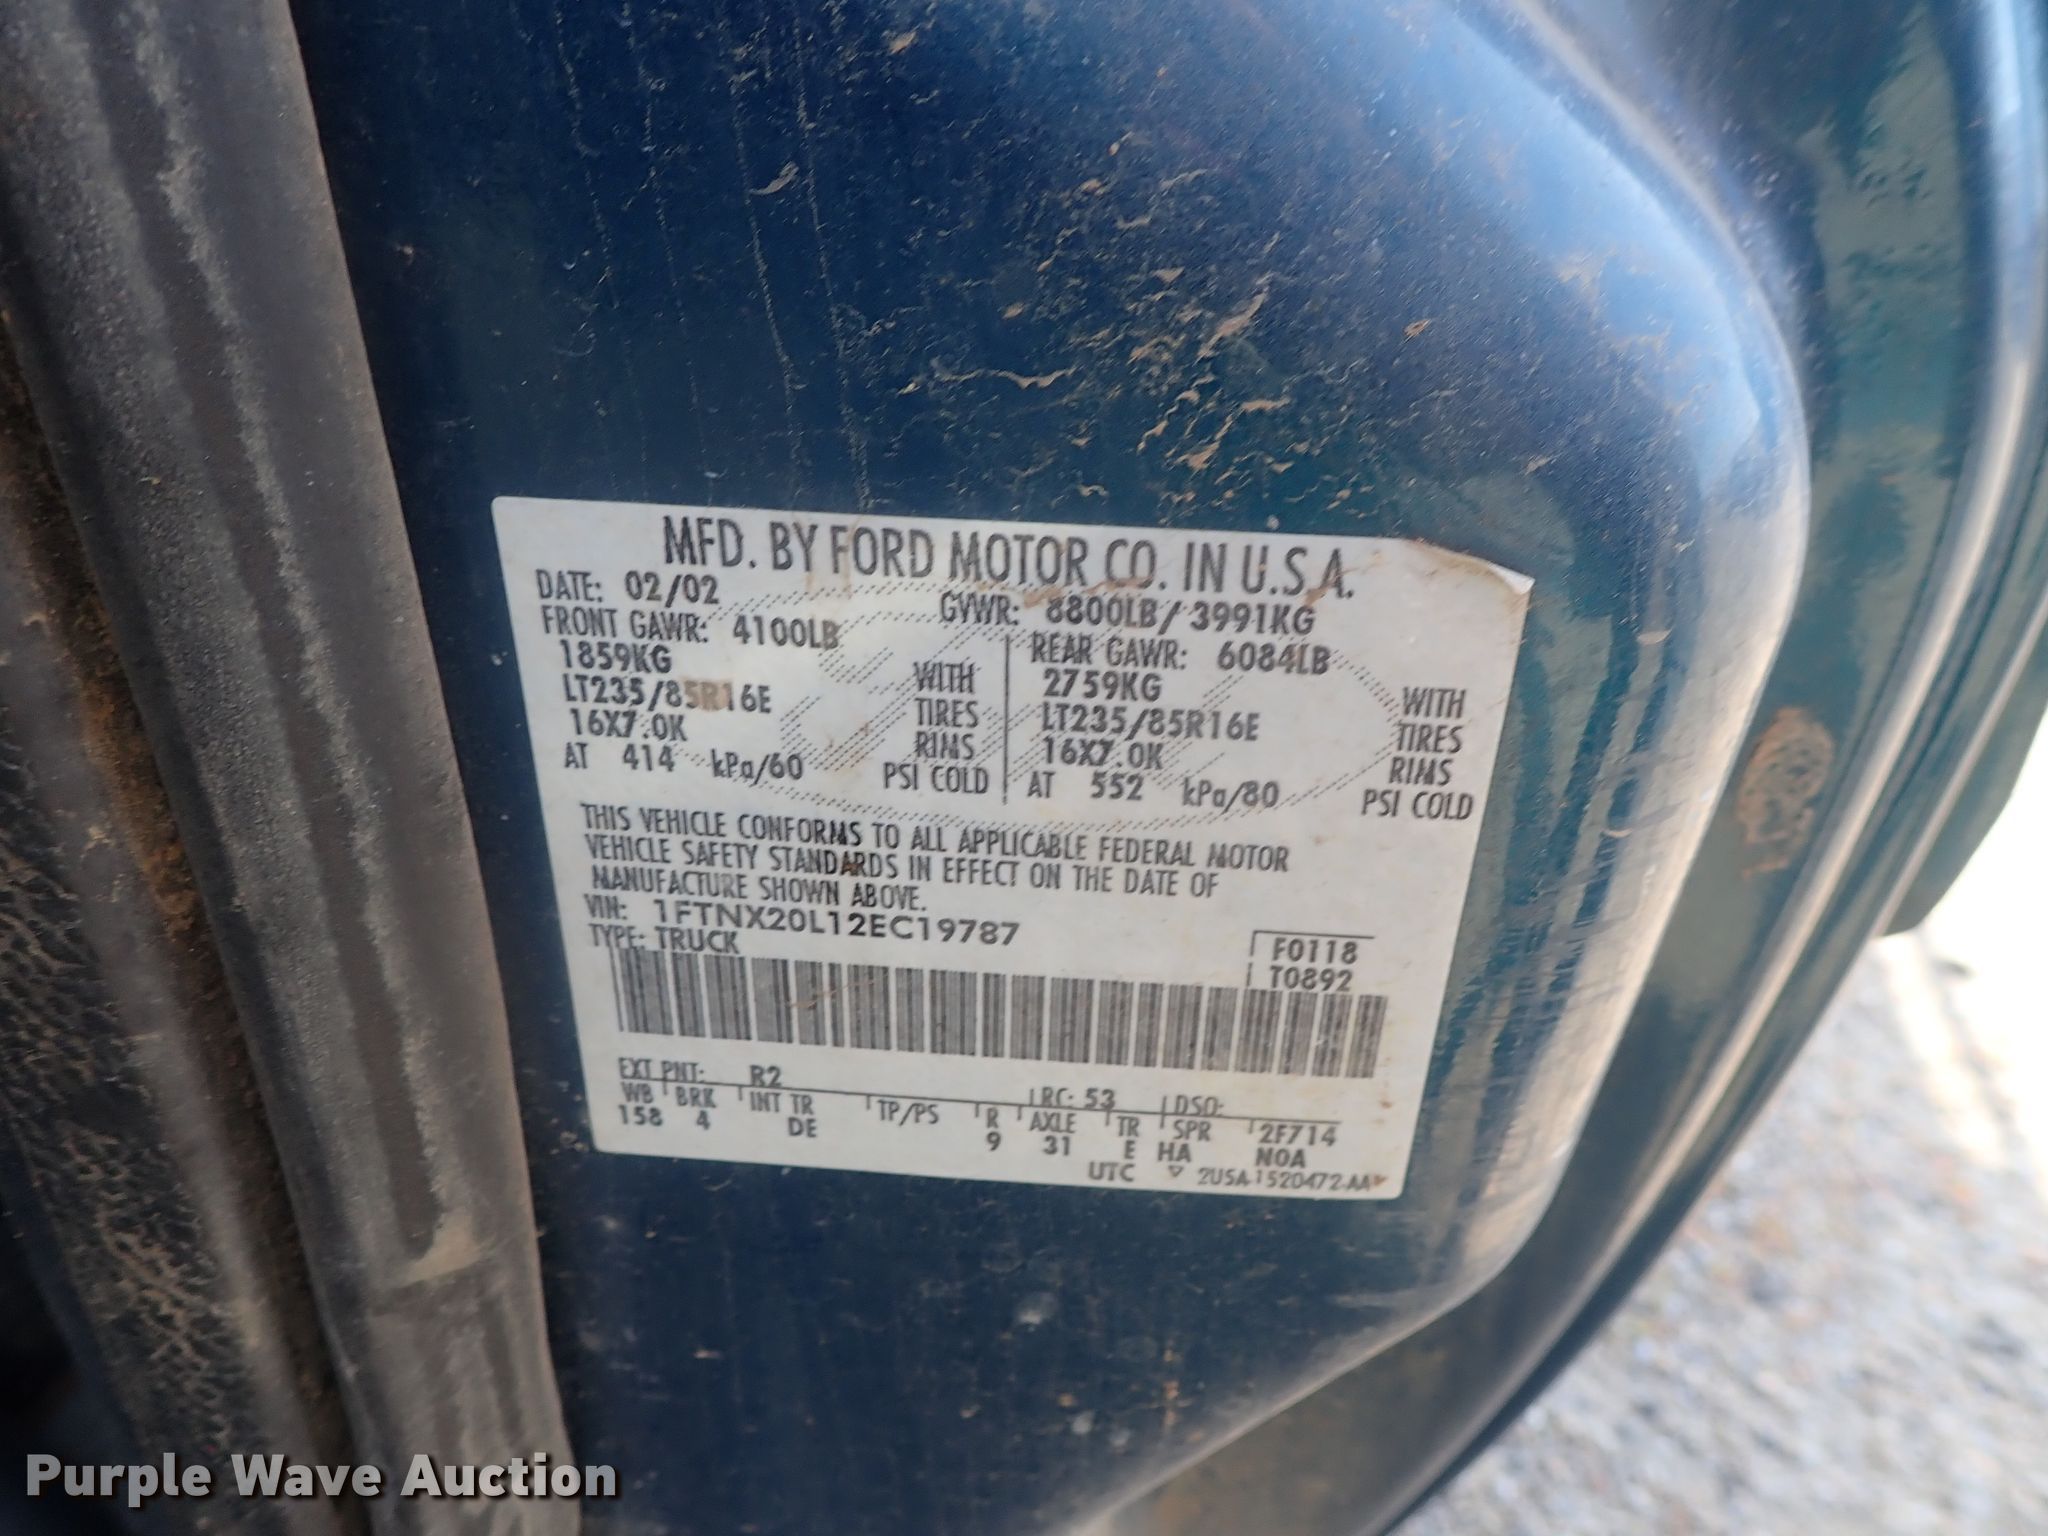 MFD. BY FORD MOTOR CO. IN U.S.A.
DATE: 02/02 GVWR: 8800LB/ 3991KG
FRONT GAWR: 4100LB REAR GAWR: 6084LB
1859KG WITH 2759KG WITH
LT235/85R16E TIRES LT235/85R16E TIRES
16X7.0K RIMS 16X7.0K RIMS
AT 414 kPa/60 PSI COLD AT 552 kPa/80 PSI COLD
THIS VEHICLE CONFORMS TO ALL APPLICABLE FEDERAL MOTOR
VEHICLE SAFETY STANDARDS IN EFFECT ON THE DATE OF
MANUFACTURE SHOWN ABOVE.
VIN: 1FTNX20L12EC19787
TYPE: TRUCK
F0118
T0892
EXT PNT: R2 RC: 53 DSO:
WB BRK INT TR TP/PS R AXLE TR SPR 2F714
158 4 DE 9 31 E HA N0A
UTC ▽ 2U5A-1520472-AA▽
Purple Wave Auction